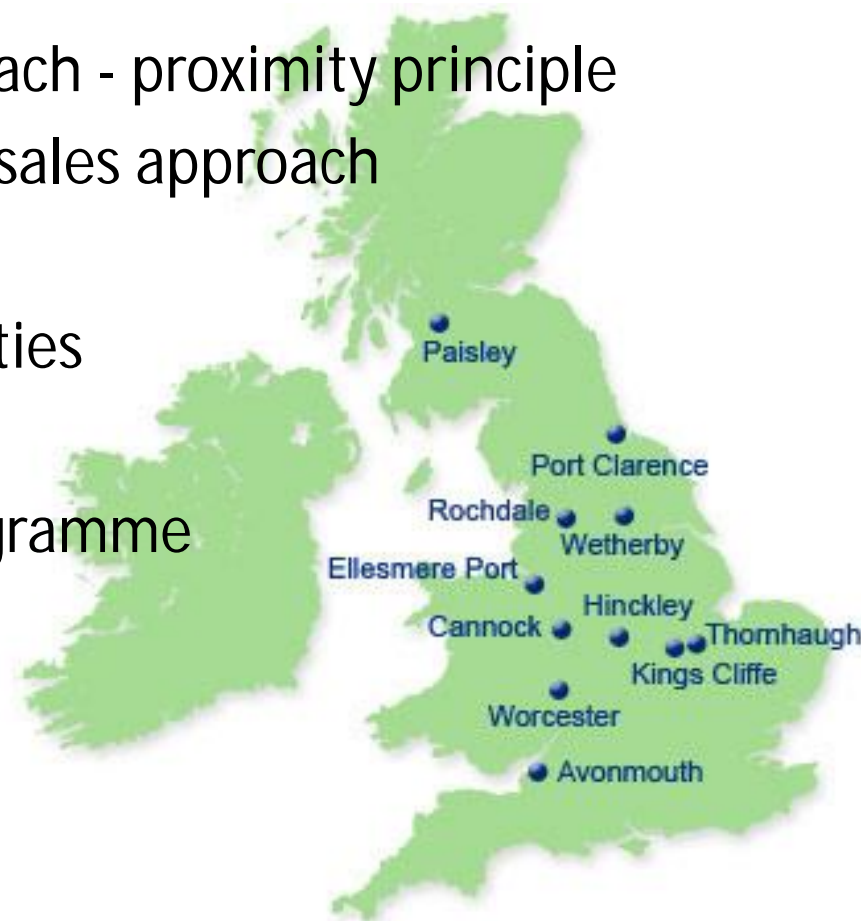 ach - proximity principle
sales approach
ties
Paisley
Port Clarence
gramme
Rochdale
Wetherby
Ellesmere Port
Hinckley
Cannock
Thornhaugh
Kings Cliffe
Worcester
Avonmouth